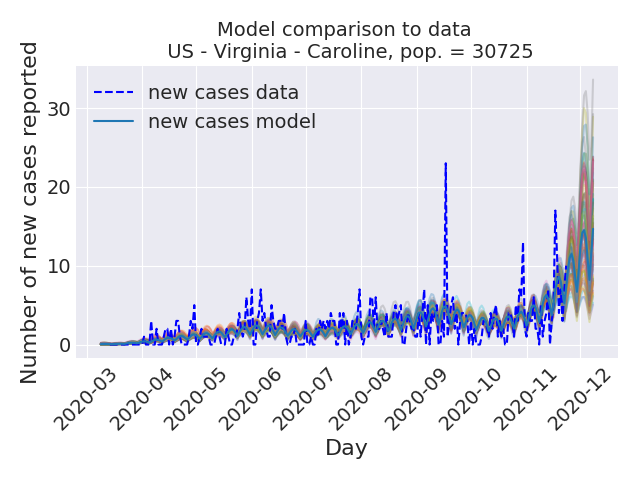 Model comparison to data
US - Virginia - Caroline, pop. = 30725
Number of new cases reported
30
20
10
0
new cases data
new cases model
2020-03
2020-04
2020-05
2020-06
2020-07
2020-08
2020-09
2020-10
2020-11
2020-12
Day